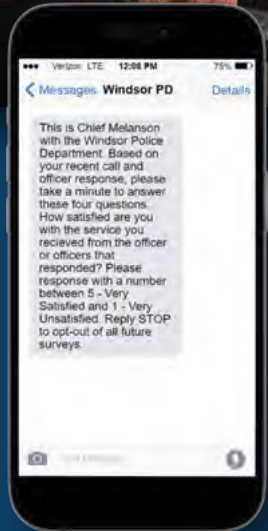 Verizon LTE 12:08 PM 75%
Messages Windsor PD Details
This is Chief Melanson
with the Windsor Police
Department. Based on
your recent call and
officer response, please
take a minute to answer
these four questions.
How satisfied are you
with the service you
recieved from the officer
or officers that
responded? Please
response with a number
between 5 - Very
Satisfied and 1 - Very
Unsatisfied. Reply STOP
to opt-out of all future
surveys.